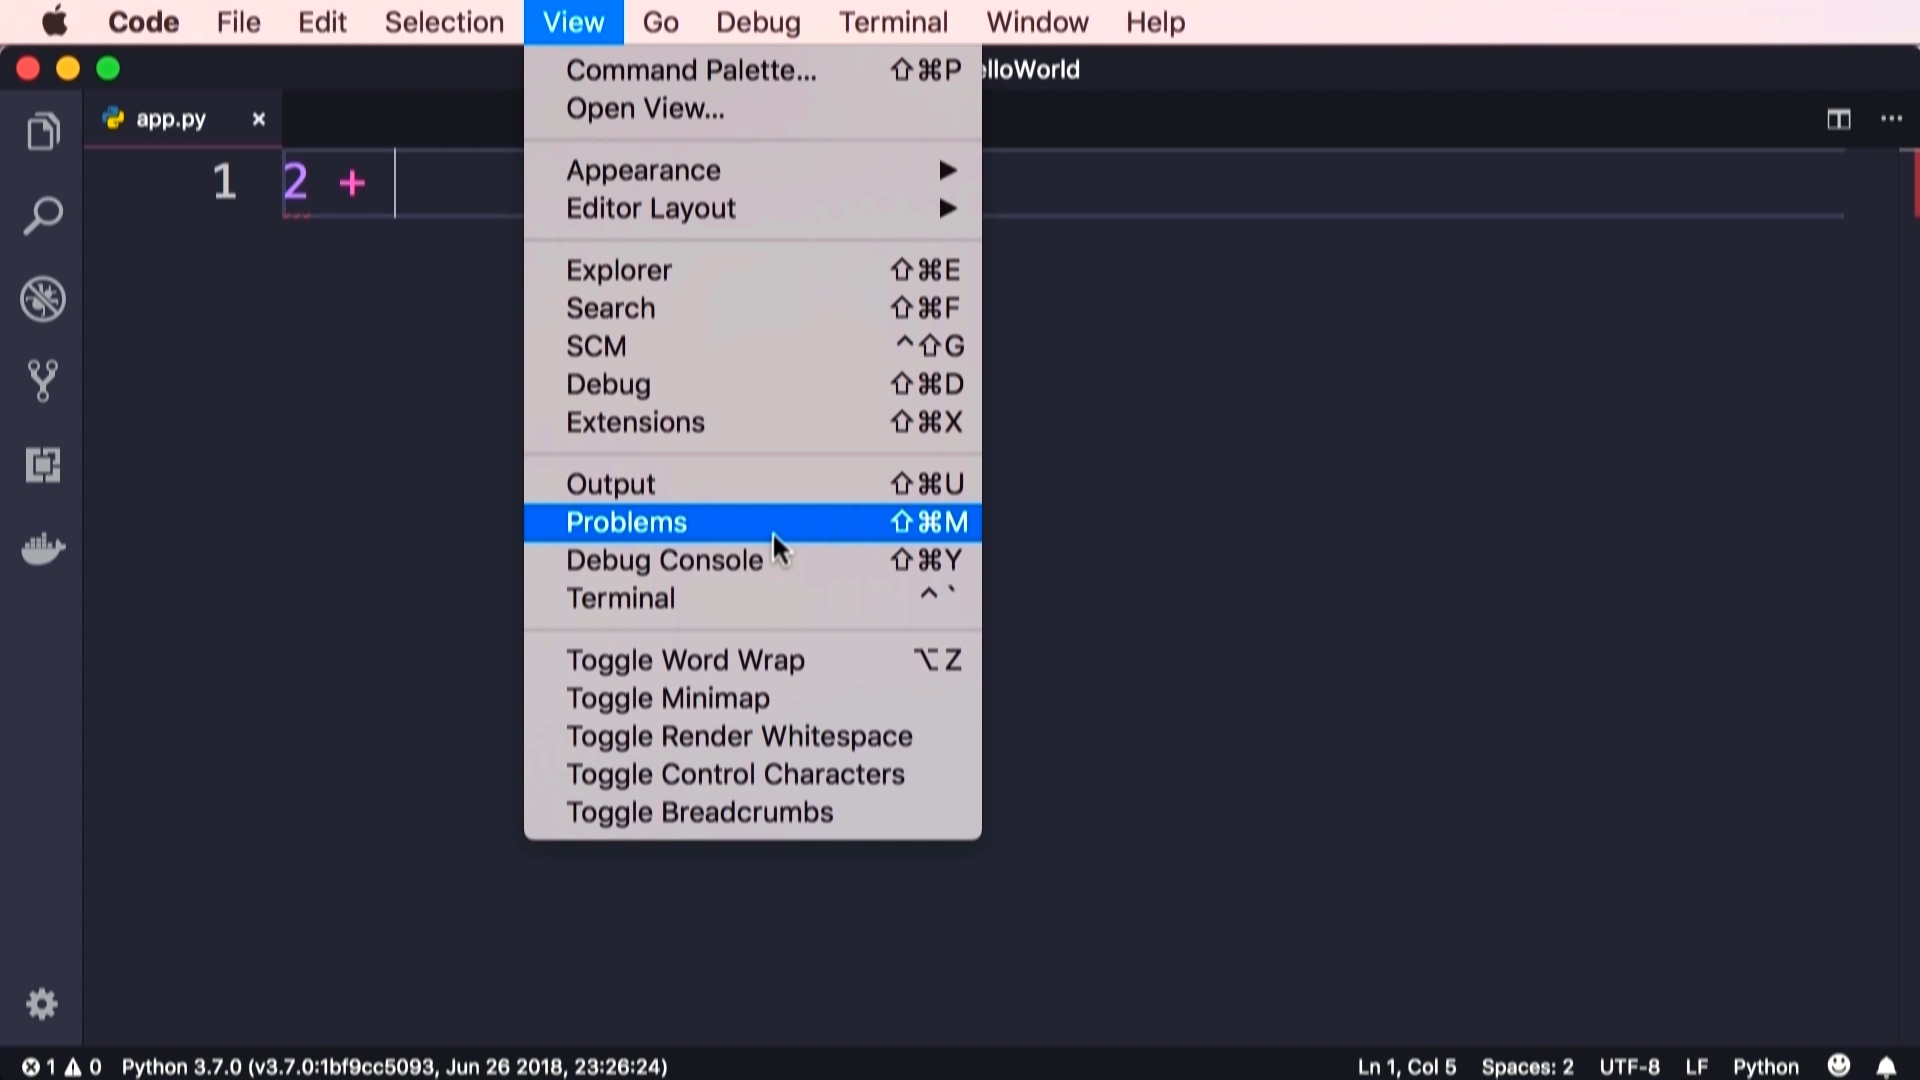 Code File Edit Selection View Go Debug Terminal Window Help
elloWorld
app.py ×
1 2 +
Command Palette... ⇧⌘P
Open View...
Appearance ▶
Editor Layout ▶
Explorer ⇧⌘E
Search ⇧⌘F
SCM ^⇧G
Debug ⇧⌘D
Extensions ⇧⌘X
Output ⇧⌘U
Problems ⇧⌘M
Debug Console ⇧⌘Y
Terminal ^`
Toggle Word Wrap ⌥Z
Toggle Minimap
Toggle Render Whitespace
Toggle Control Characters
Toggle Breadcrumbs
1 0 Python 3.7.0 (v3.7.0:1bf9cc5093, Jun 26 2018, 23:26:24) Ln 1, Col 5 Spaces: 2 UTF-8 LF Python